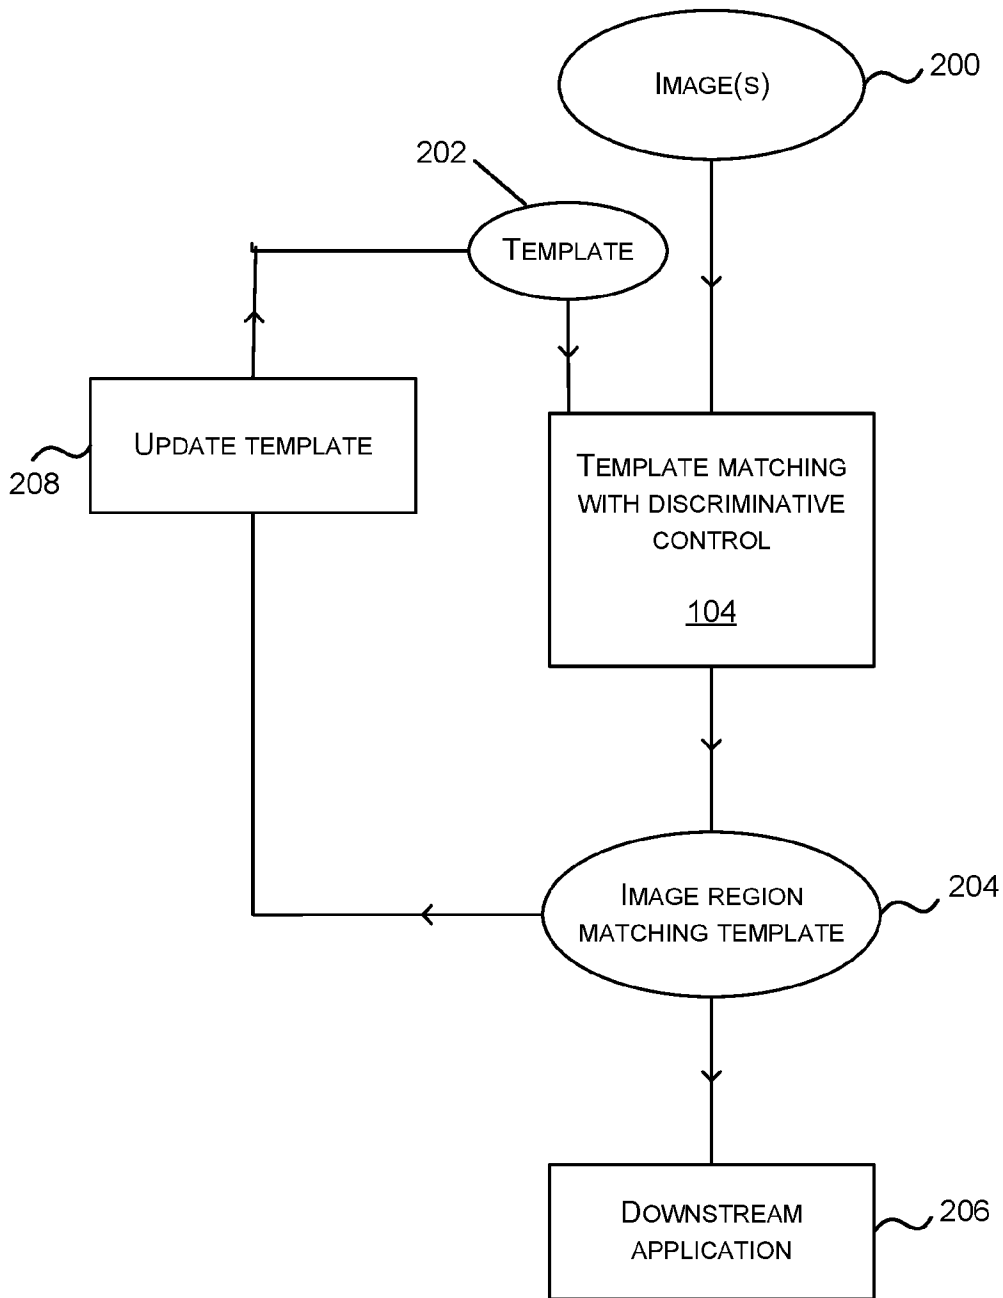 IMAGE(S)
200
202
TEMPLATE
UPDATE TEMPLATE
208
TEMPLATE MATCHING
WITH DISCRIMINATIVE
CONTROL
104
IMAGE REGION
MATCHING TEMPLATE
204
DOWNSTREAM
APPLICATION
206